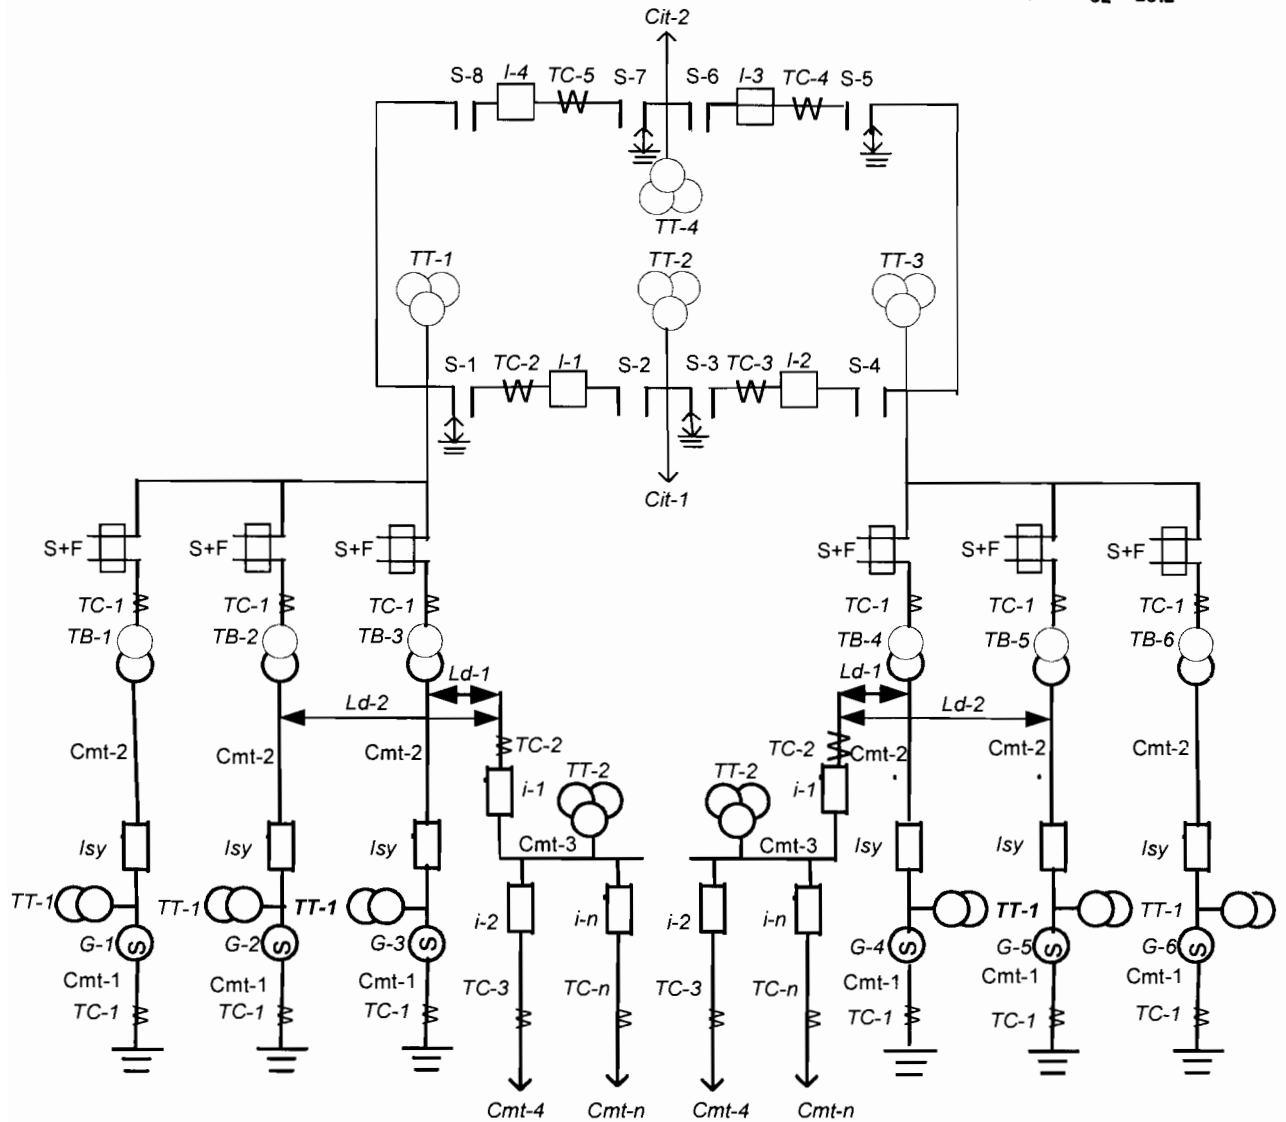 Cit-2
S-8 I-4 TC-5 S-7 S-6 I-3 TC-4 S-5
TT-4
TT-1 TT-2 TT-3
S-1 TC-2 I-1 S-2 S-3 TC-3 I-2 S-4
Cit-1
S+F S+F S+F S+F S+F S+F
TC-1 TC-1 TC-1 TC-1 TC-1 TC-1
TB-1 TB-2 TB-3 TB-4 TB-5 TB-6
Ld-1 Ld-1
Ld-2 Ld-2
Cmt-2 Cmt-2 Cmt-2 TC-2 TC-2 Cmt-2 Cmt-2 Cmt-2
TT-2 TT-2
i-1 i-1
Isy Isy Isy Cmt-3 Cmt-3 Isy Isy Isy
TT-1 TT-1 TT-1 TT-1 TT-1
i-2 i-n i-2 i-n
G-1 S G-2 S G-3 S G-4 S G-5 S G-6 S
Cmt-1 Cmt-1 Cmt-1 Cmt-1 Cmt-1 Cmt-1
TC-3 TC-n TC-3 TC-n
TC-1 TC-1 TC-1 TC-1 TC-1 TC-1
Cmt-4 Cmt-n Cmt-4 Cmt-n